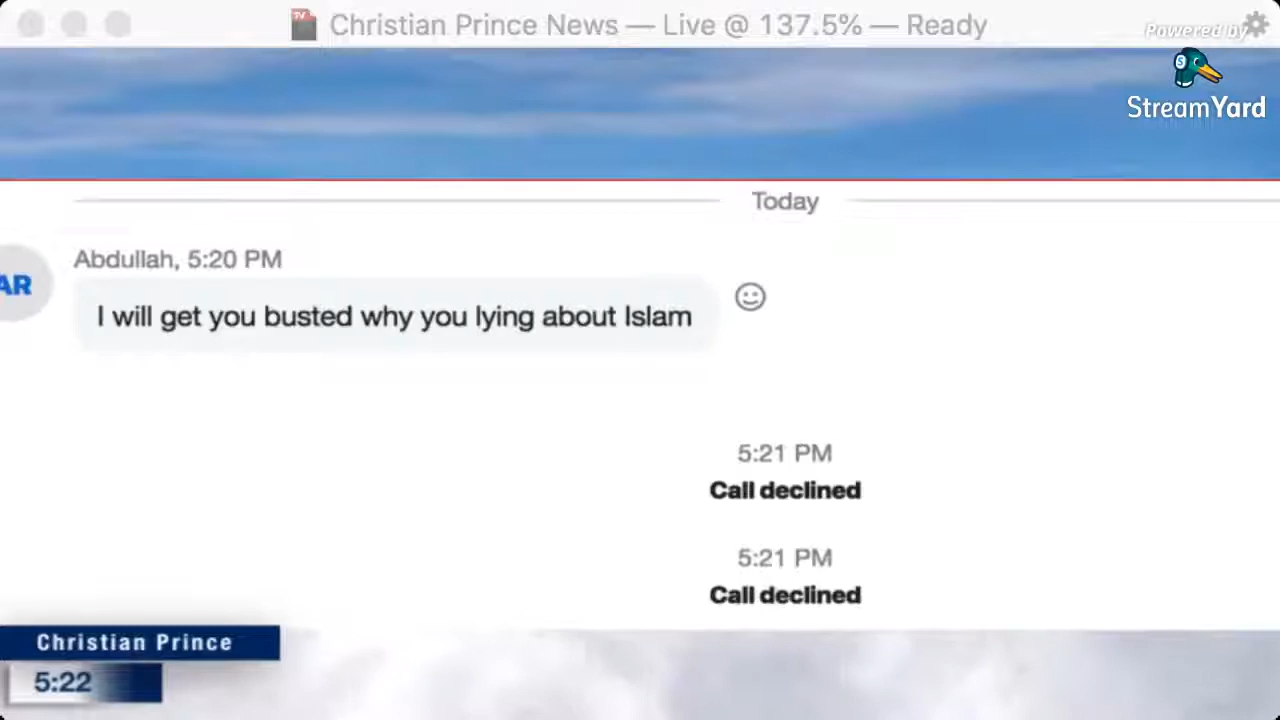 Christian Prince News — Live @ 137.5% — Ready
Powered by
StreamYard
Today
Abdullah, 5:20 PM
AR
I will get you busted why you lying about Islam
5:21 PM
Call declined
5:21 PM
Call declined
Christian Prince
5:22